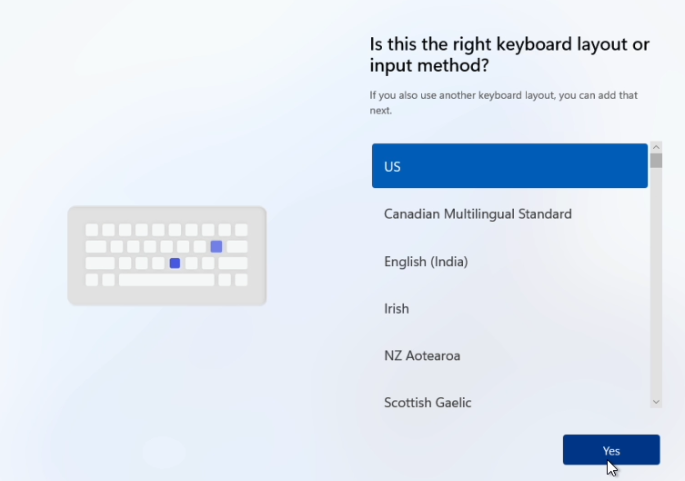 Is this the right keyboard layout or
input method?
If you also use another keyboard layout, you can add that
next.
US
Canadian Multilingual Standard
English (India)
Irish
NZ Aotearoa
Scottish Gaelic
Yes